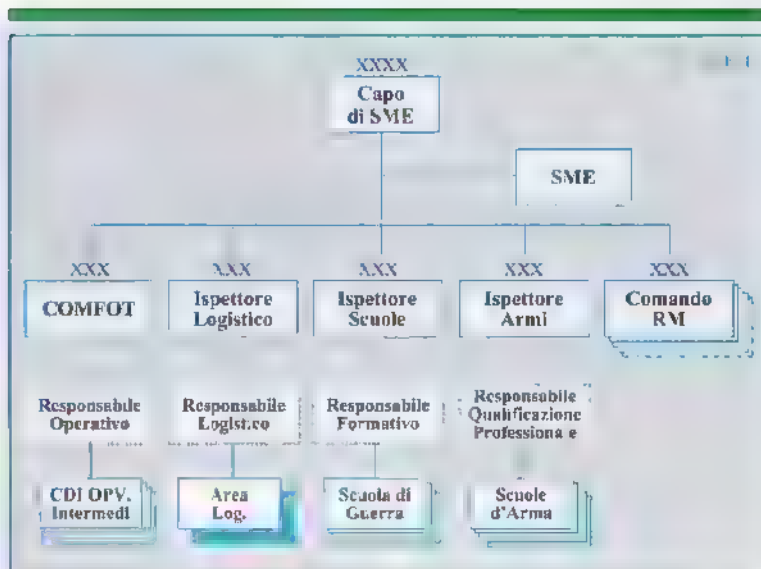 XXXX
Capo
di SME
SME
XXX
XXX
XXX
XXX
XXX
COMFOT
Ispettore
Logistico
Ispettore
Scuole
Ispettore
Armi
Comando
RM
Responsabile
Operativo
Responsabile
Logistico
Responsabile
Formativo
Responsabile
Qualificazione
Professiona e
CDI OPV.
Intermedi
Area
Log.
Scuola di
Guerra
Scuole
d'Arma